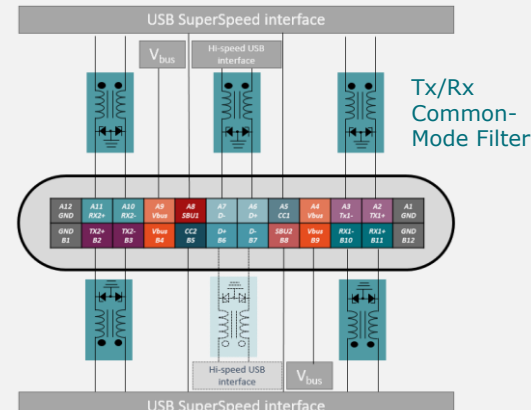 USB SuperSpeed interface
Vbus
Hi-speed USB
interface
Tx/Rx
Common-
Mode Filter
A12 A11 A10 A9 A8 A7 A6 A5 A4 A3 A2 A1
GND RX2+ RX2- Vbus SBU1 D- D+ CC1 Vbus Tx1- TX1+ GND
GND TX2+ TX2- Vbus CC2 D+ D- SBU2 Vbus RX1- RX1+ GND
B1 B2 B3 B4 B5 B6 B7 B8 B9 B10 B11 B12
Hi-speed USB
interface
Vbus
USB SuperSpeed interface